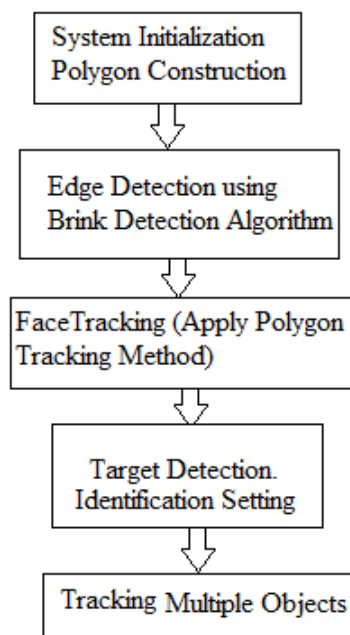 System Initialization
Polygon Construction
Edge Detection using
Brink Detection Algorithm
FaceTracking (Apply Polygon
Tracking Method)
Target Detection.
Identification Setting
Tracking Multiple Objects